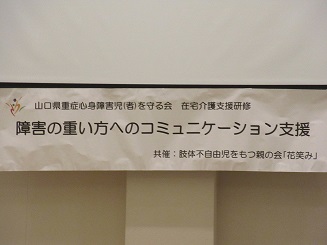 山口県重症心身障害児(者)を守る会　在宅介護支援研修
障害の重い方へのコミュニケーション支援
共催：肢体不自由児をもつ親の会「花笑み」